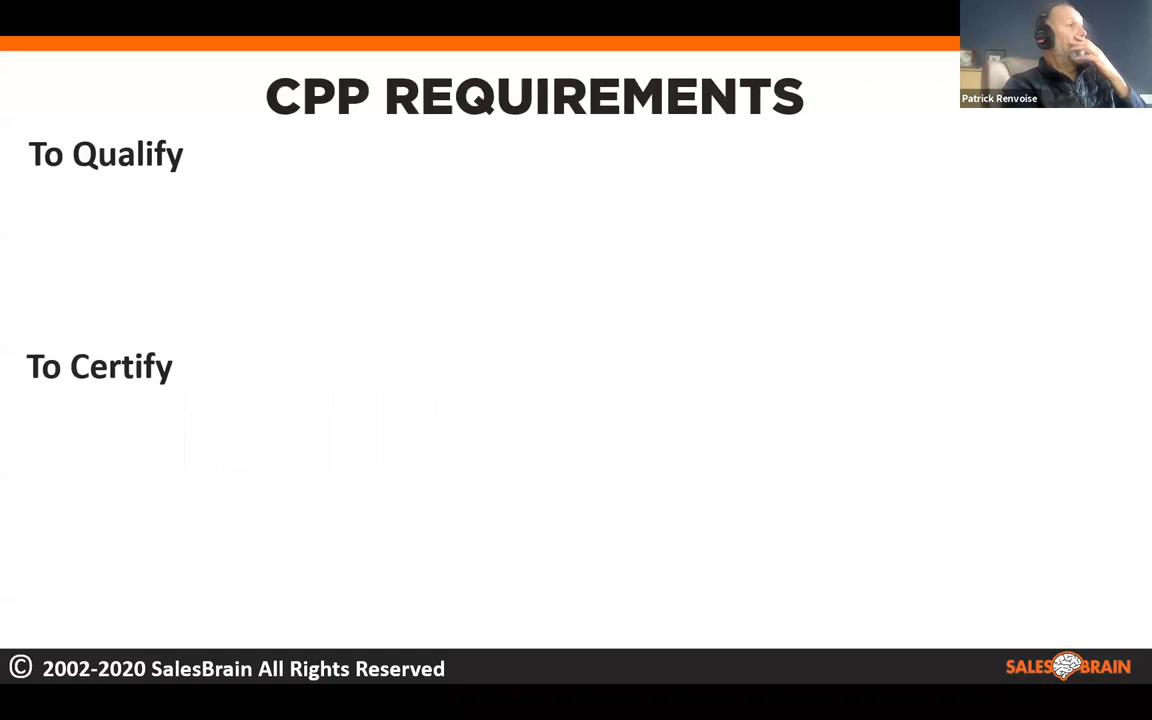 CPP REQUIREMENTS
Patrick Renvoise
To Qualify
To Certify
© 2002-2020 SalesBrain All Rights Reserved
SALESBRAIN